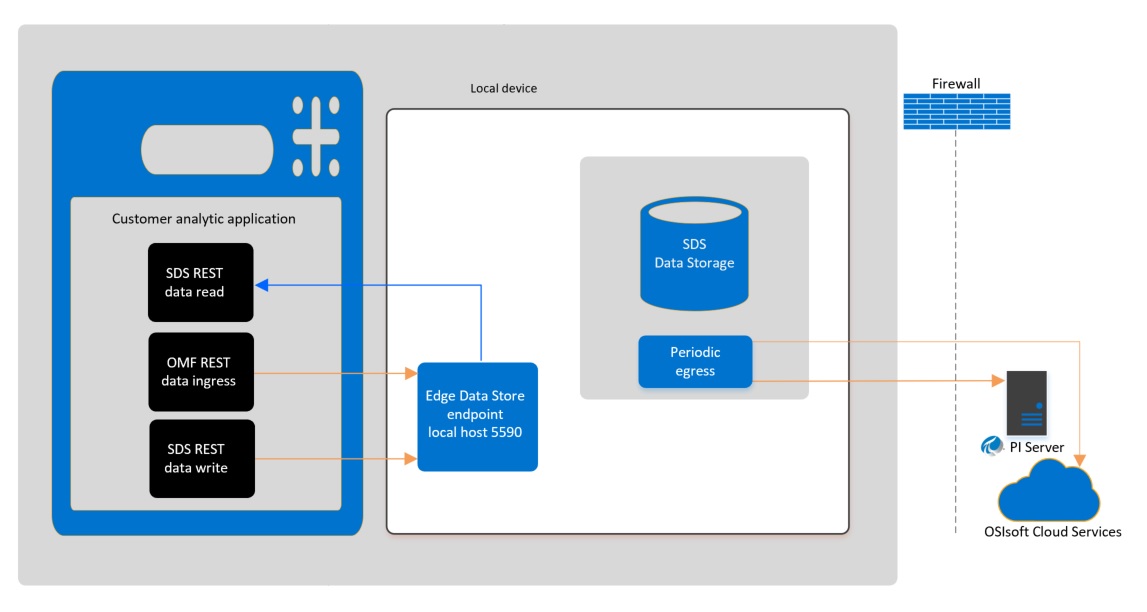 Local device
Firewall
Customer analytic application
SDS REST
data read
OMF REST
data ingress
SDS REST
data write
Edge Data Store
endpoint
local host 5590
SDS
Data Storage
Periodic
egress
PI Server
OSIsoft Cloud Services